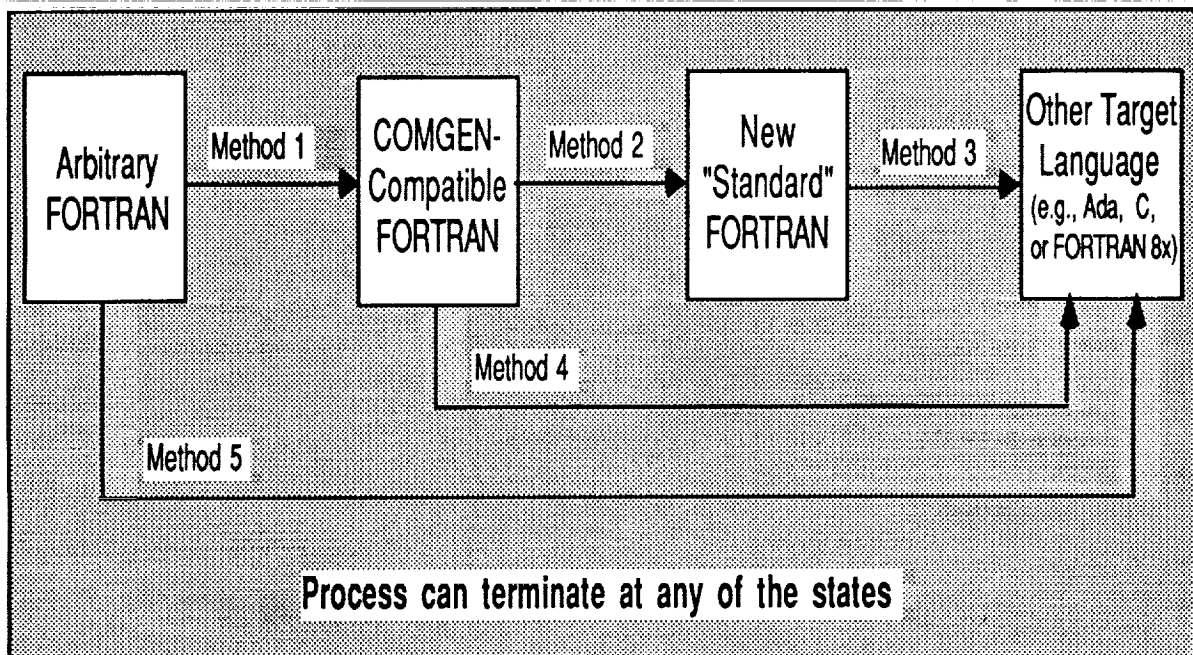 Arbitrary
FORTRAN
Method 1
COMGEN-
Compatible
FORTRAN
Method 2
New
"Standard"
FORTRAN
Method 3
Other Target
Language
(e.g., Ada, C,
or FORTRAN 8x)
Method 4
Method 5
Process can terminate at any of the states